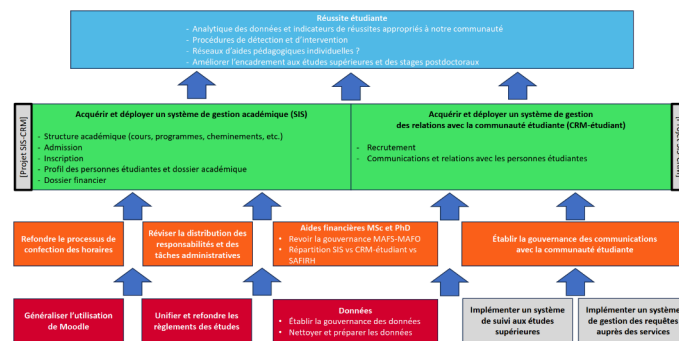 Réussite étudiante
- Analytique des données et indicateurs de réussites appropriés à notre communauté
- Procédures de détection et d'intervention
- Réseaux d'aides pédagogiques individuelles ?
- Améliorer l'encadrement aux études supérieures et des stages postdoctoraux
[Projet SIS-CRM]
Acquérir et déployer un système de gestion académique (SIS)
- Structure académique (cours, programmes, cheminements, etc.)
- Admission
- Inscription
- Profil des personnes étudiantes et dossier académique
- Dossier financier
Acquérir et déployer un système de gestion
des relations avec la communauté étudiante (CRM-étudiant)
- Recrutement
- Communications et relations avec les personnes étudiantes
Refondre le processus de
confection des horaires
Réviser la distribution des
responsabilités et des
tâches administratives
Aides financières MSc et PhD
• Revoir la gouvernance MAFS-MAFO
• Répartition SIS vs CRM-étudiant vs
SAFIRH
Établir la gouvernance des communications
avec la communauté étudiante
Généraliser l'utilisation
de Moodle
Unifier et refondre les
règlements des études
Données
• Établir la gouvernance des données
• Nettoyer et préparer les données
Implémenter un système
de suivi aux études
supérieures
Implémenter un système
de gestion des requêtes
auprès des services